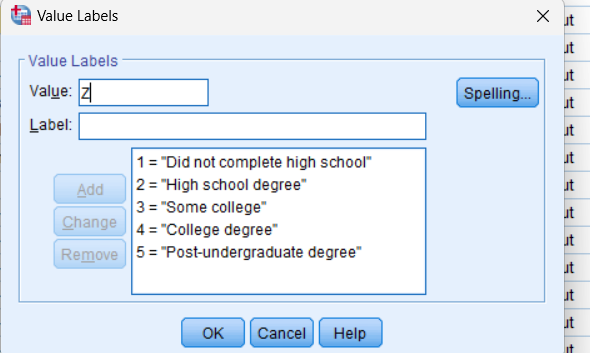 Value Labels
Value Labels
Value: Z
Spelling...
Label:
1 = "Did not complete high school"
2 = "High school degree"
3 = "Some college"
4 = "College degree"
5 = "Post-undergraduate degree"
Add
Change
Remove
OK Cancel Help
ut
ut
ut
ut
ut
ut
ut
ut
ut
ut
ut
ut
ut